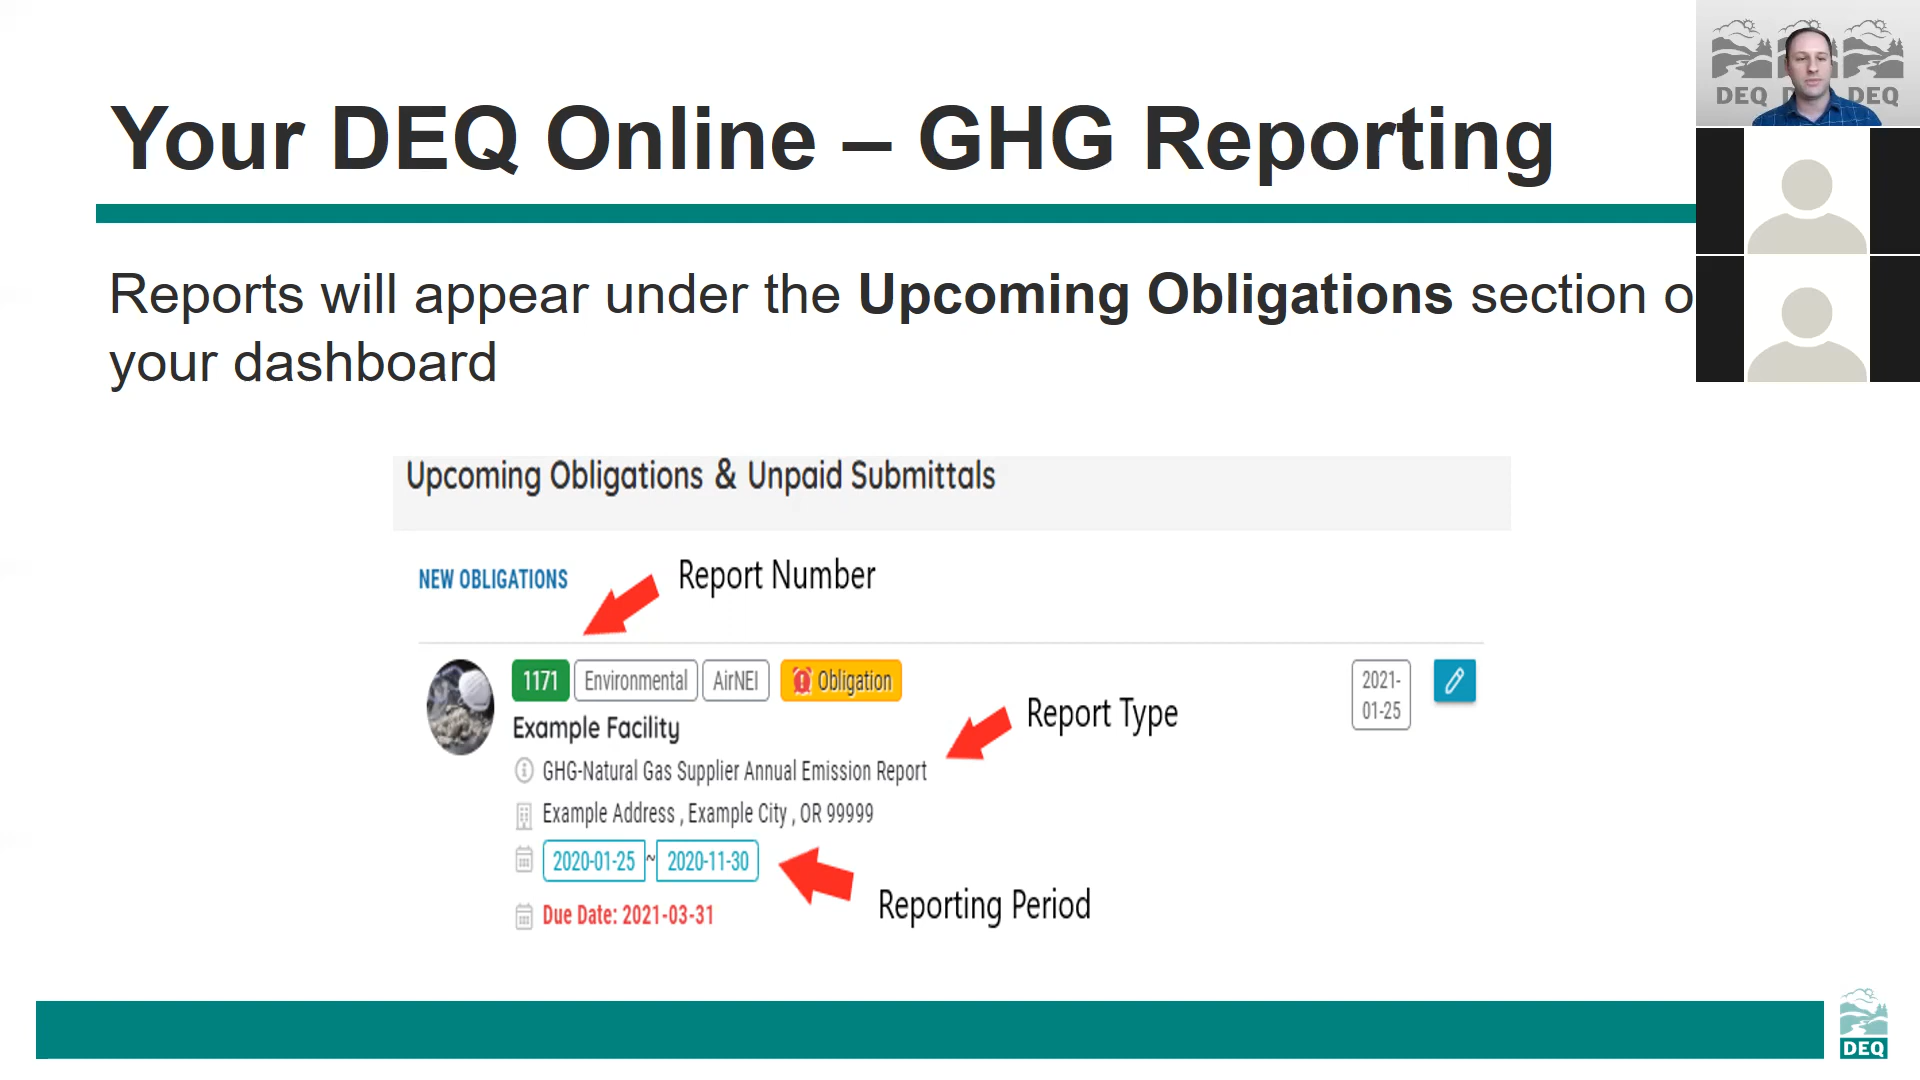 DEQ DEQ
Your DEQ Online – GHG Reporting
Reports will appear under the Upcoming Obligations section o
your dashboard
Upcoming Obligations & Unpaid Submittals
NEW OBLIGATIONS
Report Number
1171 Environmental AirNEI Obligation
2021-
01-25
Example Facility
Report Type
GHG-Natural Gas Supplier Annual Emission Report
Example Address , Example City , OR 99999
2020-01-25 ~ 2020-11-30
Reporting Period
Due Date: 2021-03-31
DEQ